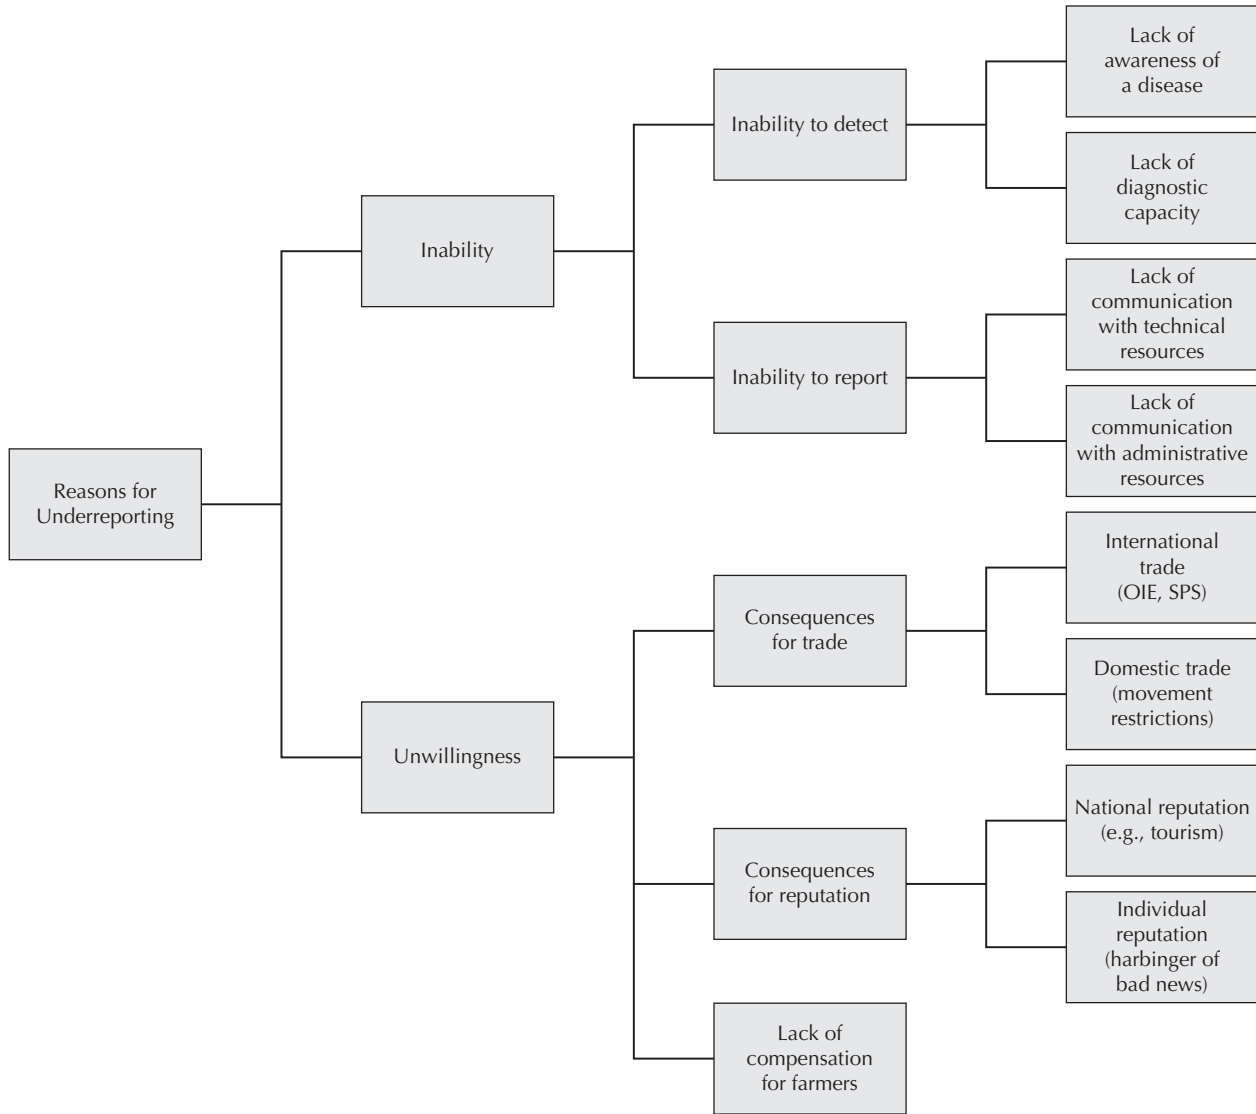 Reasons for
Underreporting
Inability
Unwillingness
Inability to detect
Inability to report
Consequences
for trade
Consequences
for reputation
Lack of
compensation
for farmers
Lack of
awareness of
a disease
Lack of
diagnostic
capacity
Lack of
communication
with technical
resources
Lack of
communication
with administrative
resources
International
trade
(OIE, SPS)
Domestic trade
(movement
restrictions)
National reputation
(e.g., tourism)
Individual
reputation
(harbinger of
bad news)